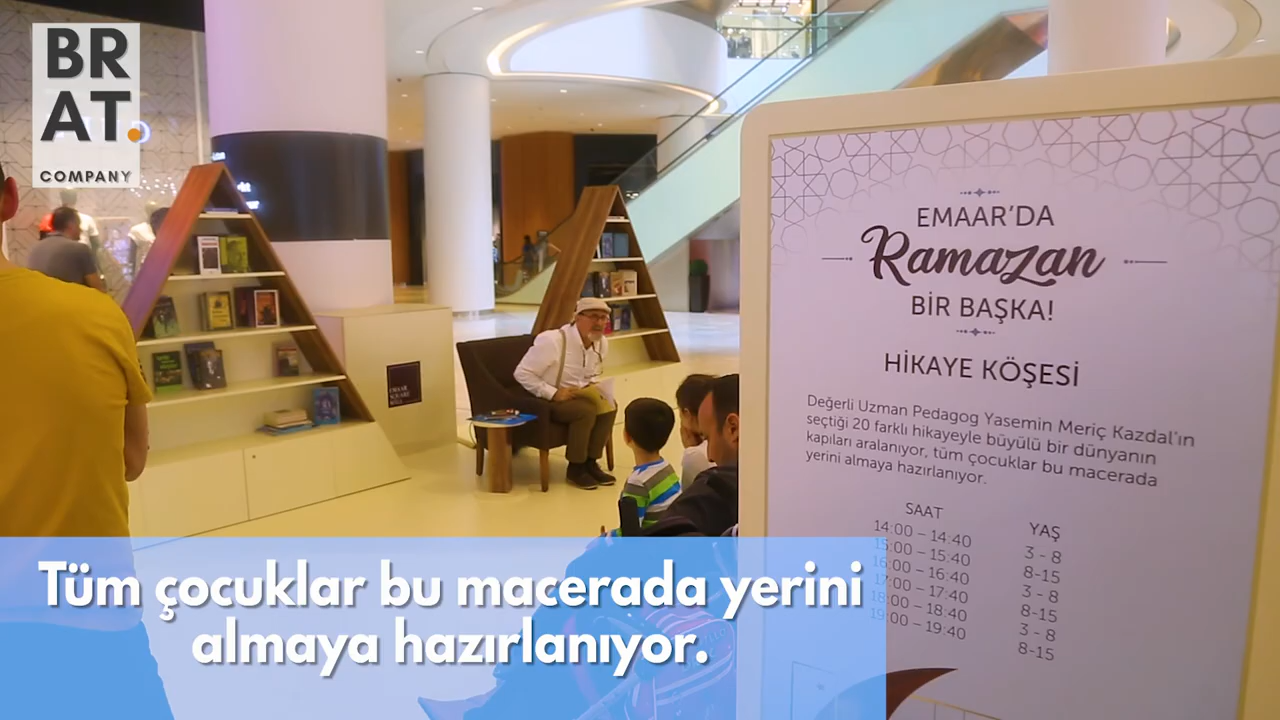 BR
AT.
COMPANY
EMAAR
SQUARE
MALL
EMAAR'DA
Ramazan
BİR BAŞKA!
HİKAYE KÖŞESİ
Değerli Uzman Pedagog Yasemin Meriç Kazdal'ın
seçtiği 20 farklı hikayeyle büyülü bir dünyanın
kapıları aralanıyor, tüm çocuklar bu macerada
yerini almaya hazırlanıyor.
SAAT YAŞ
14:00 – 14:40 3 - 8
15:00 – 15:40 8-15
16:00 – 16:40 3 - 8
17:00 – 17:40 8-15
18:00 – 18:40 3 - 8
19:00 – 19:40 8-15
Tüm çocuklar bu macerada yerini
almaya hazırlanıyor.